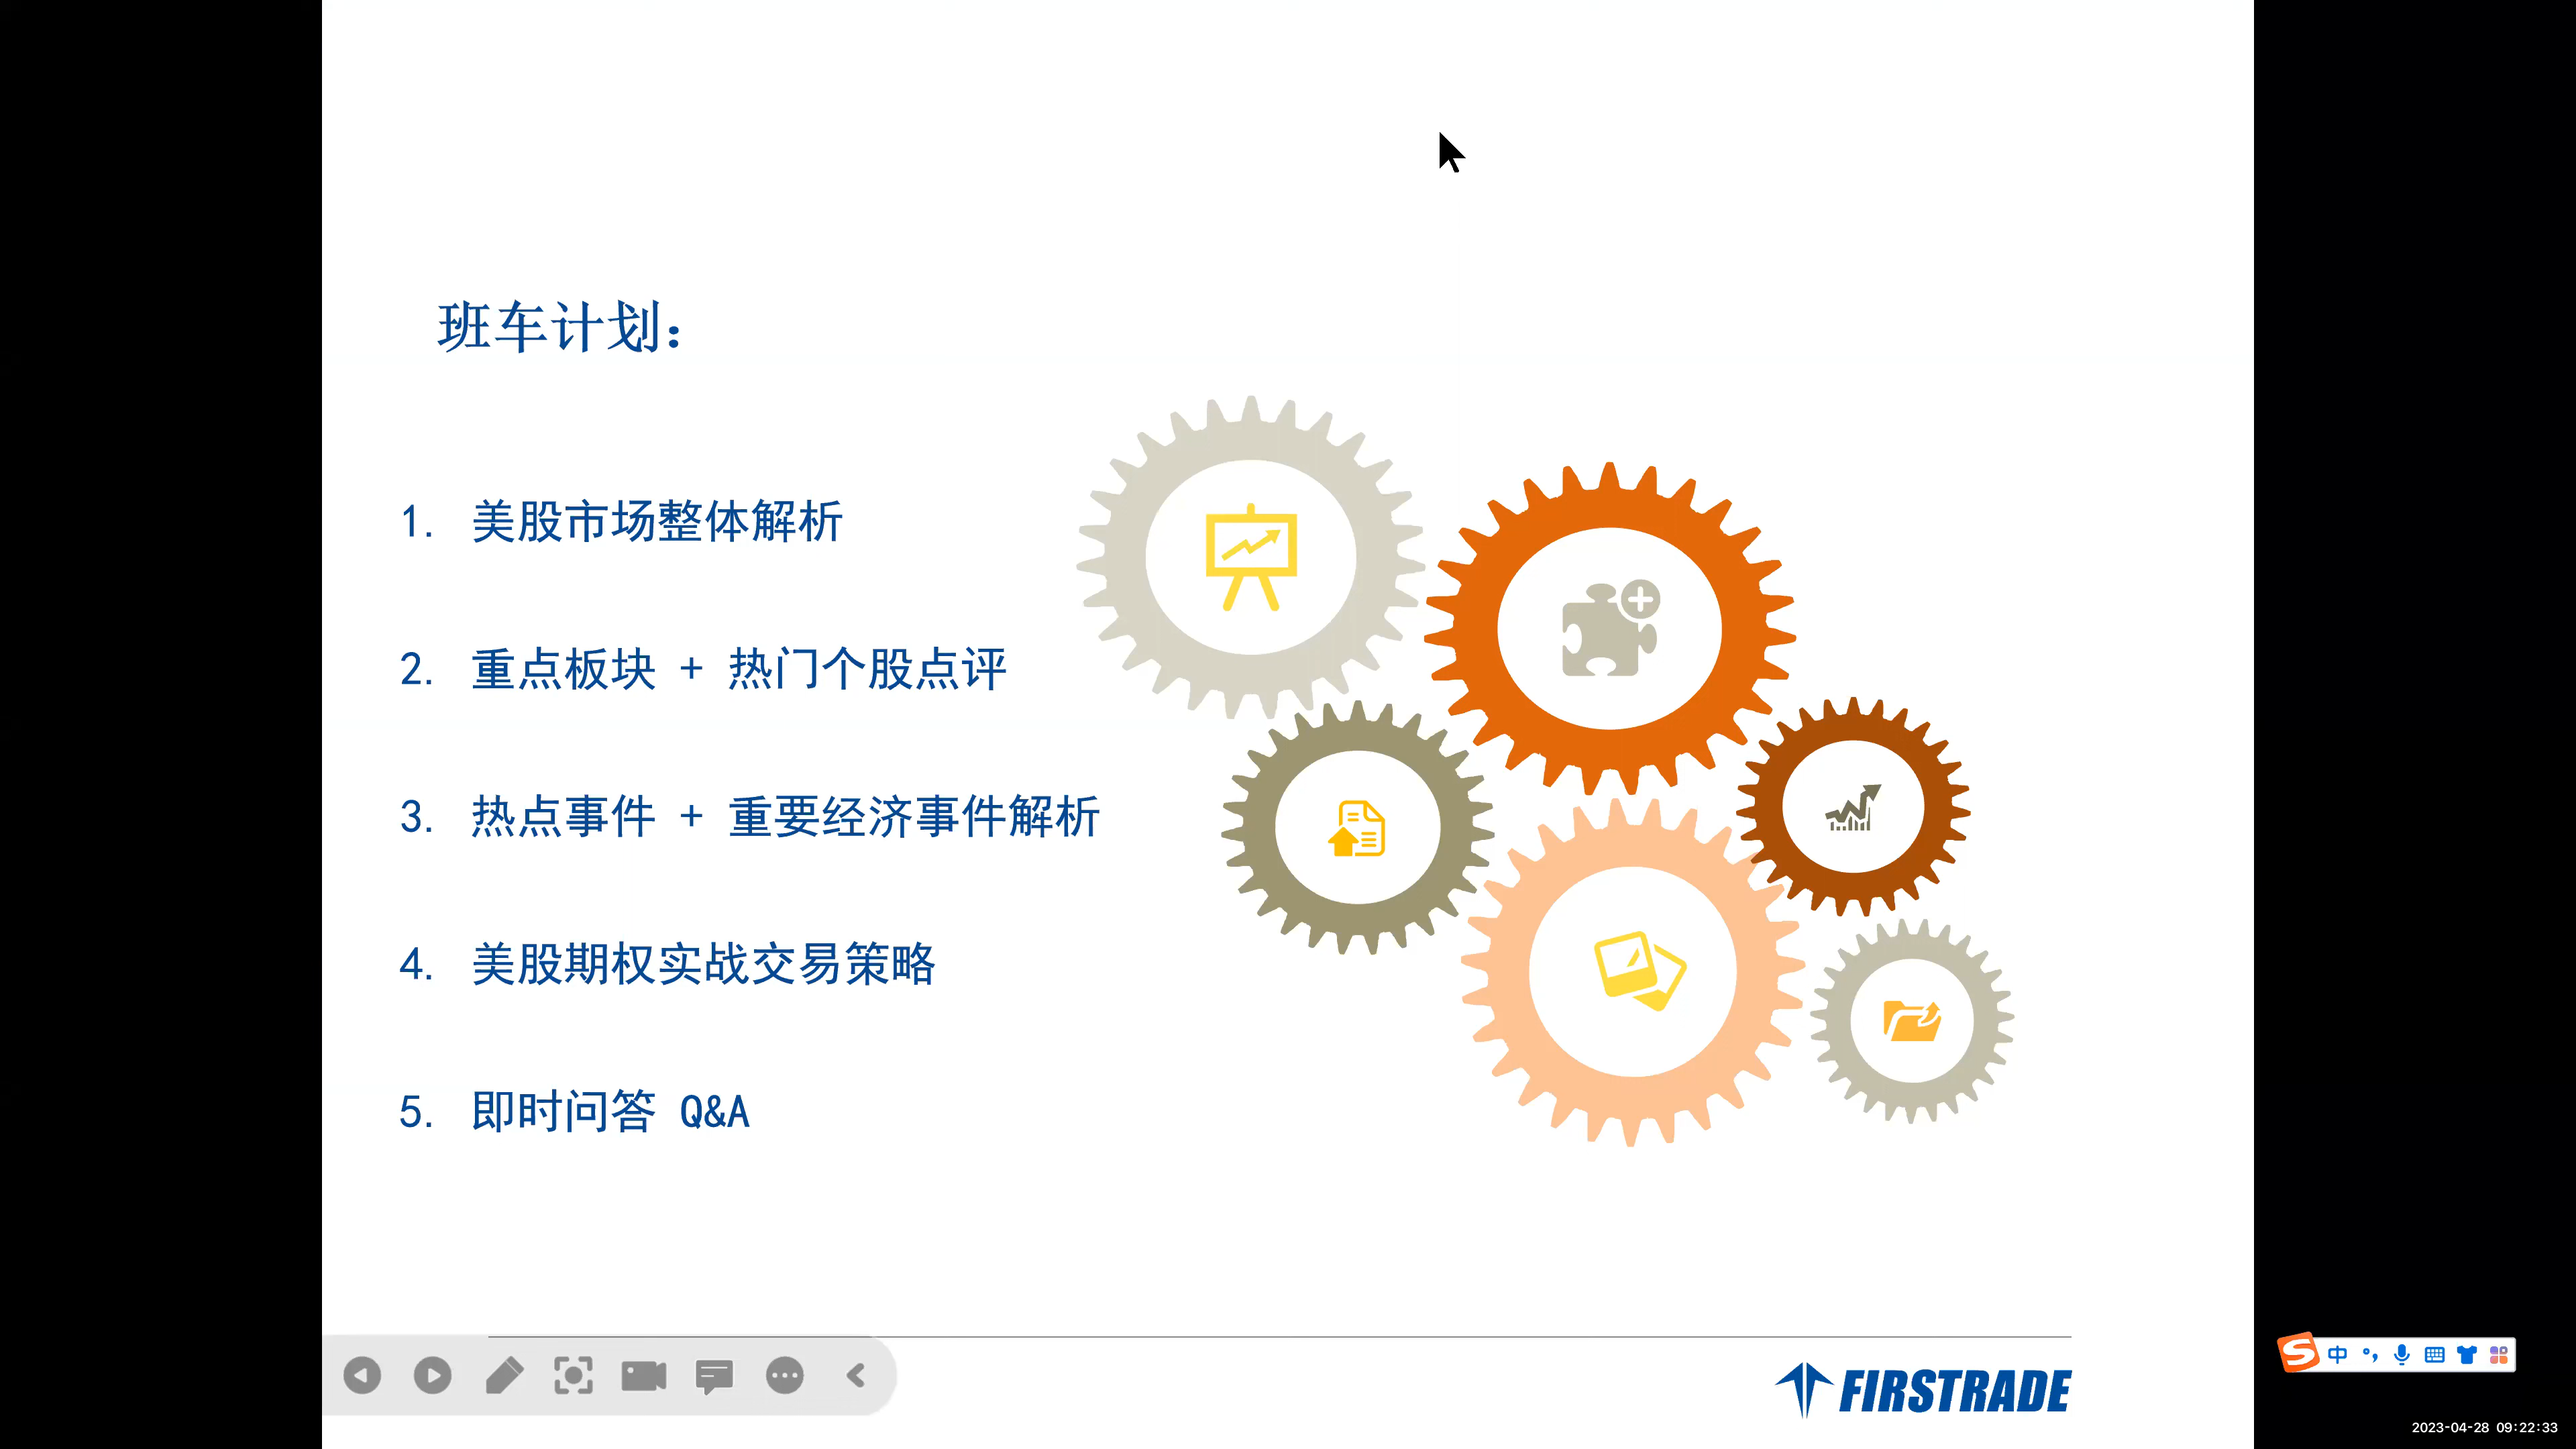 班车计划：
1. 美股市场整体解析
2. 重点板块 + 热门个股点评
3. 热点事件 + 重要经济事件解析
4. 美股期权实战交易策略
5. 即时问答 Q&A
FIRSTRADE
中
2023-04-28 09:22:33